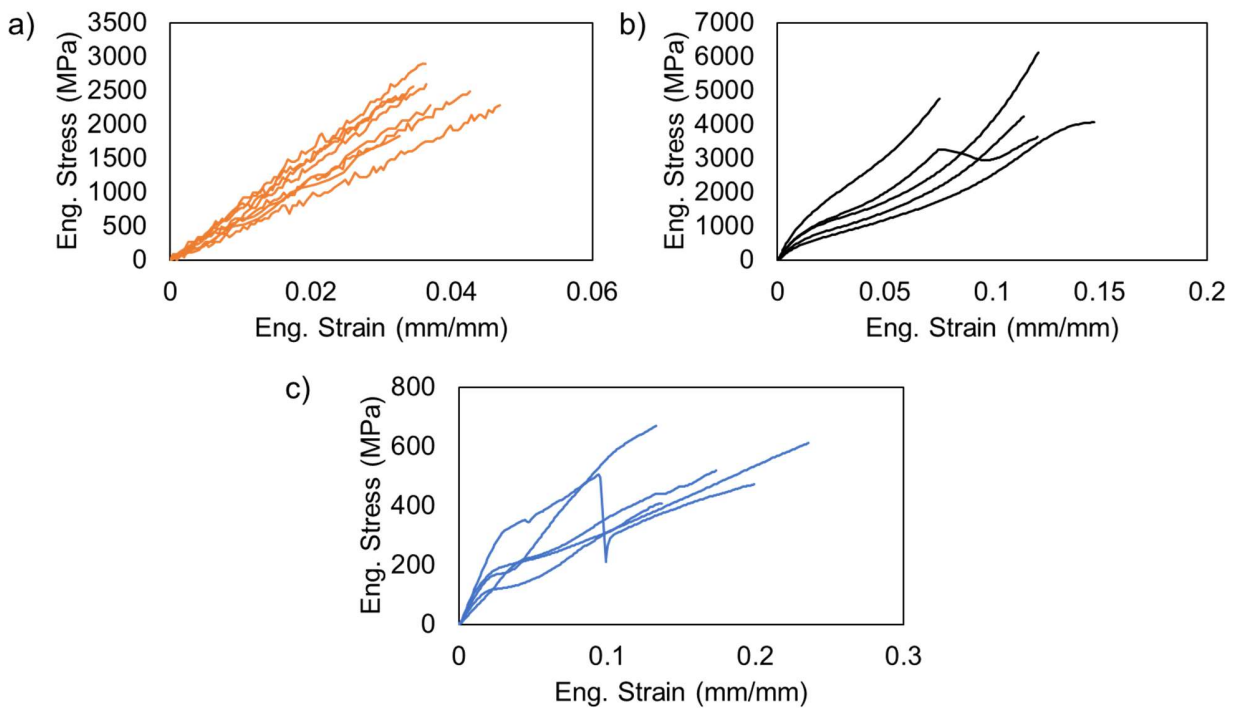 a)
Eng. Stress (MPa)
3500
3000
2500
2000
1500
1000
500
0
0 0.02 0.04 0.06
Eng. Strain (mm/mm)
b)
Eng. Stress (MPa)
7000
6000
5000
4000
3000
2000
1000
0
0 0.05 0.1 0.15 0.2
Eng. Strain (mm/mm)
c)
Eng. Stress (MPa)
800
600
400
200
0
0 0.1 0.2 0.3
Eng. Strain (mm/mm)